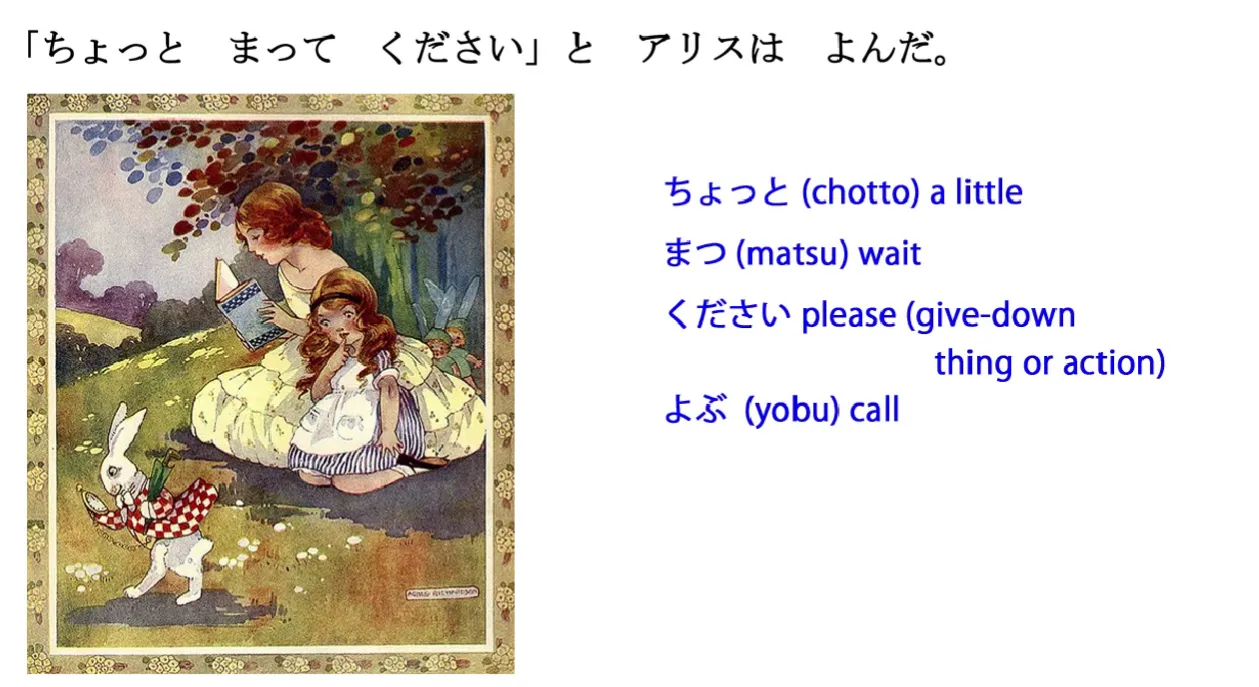 「ちょっと　まって　ください」と　アリスは　よんだ。
ちょっと (chotto) a little
まつ (matsu) wait
ください please (give-down
thing or action)
よぶ (yobu) call
AGNES RICHARDSON